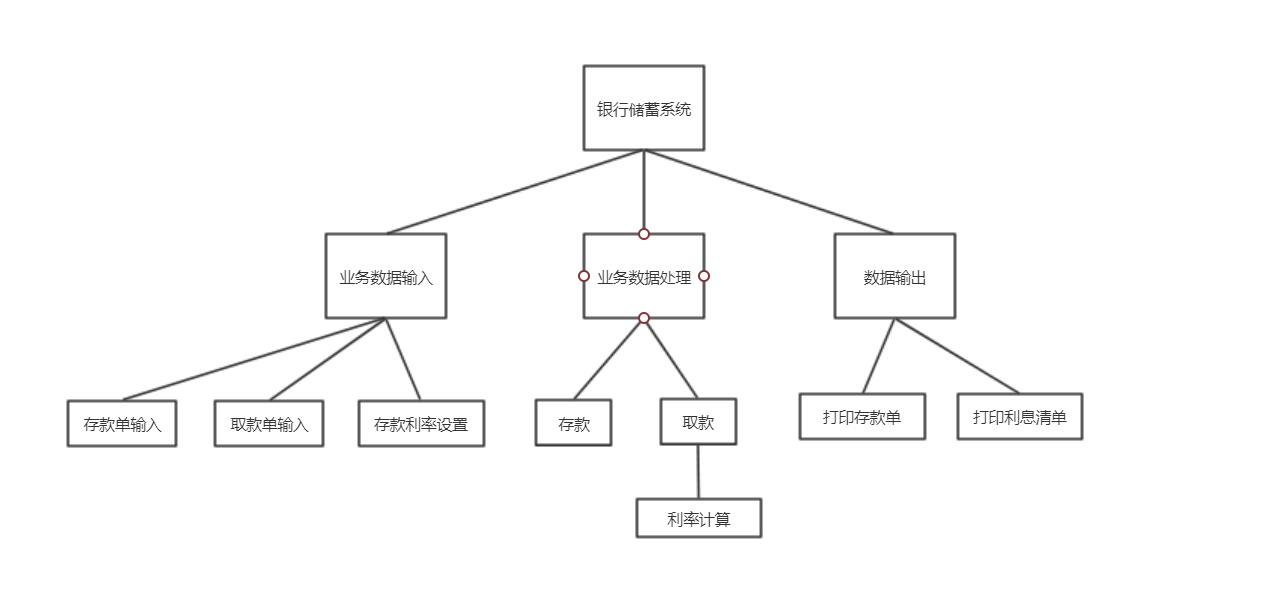 银行储蓄系统
业务数据输入
业务数据处理
数据输出
存款单输入
取款单输入
存款利率设置
存款
取款
打印存款单
打印利息清单
利率计算